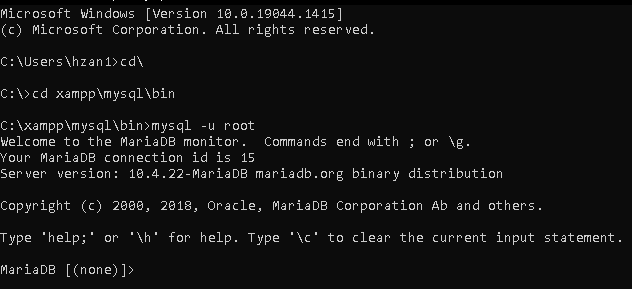 Microsoft Windows [Version 10.0.19044.1415]
(c) Microsoft Corporation. All rights reserved.
C:\Users\hzan1>cd\
C:\>cd xampp\mysql\bin
C:\xampp\mysql\bin>mysql -u root
Welcome to the MariaDB monitor.  Commands end with ; or \g.
Your MariaDB connection id is 15
Server version: 10.4.22-MariaDB mariadb.org binary distribution
Copyright (c) 2000, 2018, Oracle, MariaDB Corporation Ab and others.
Type 'help;' or '\h' for help. Type '\c' to clear the current input statement.
MariaDB [(none)]>